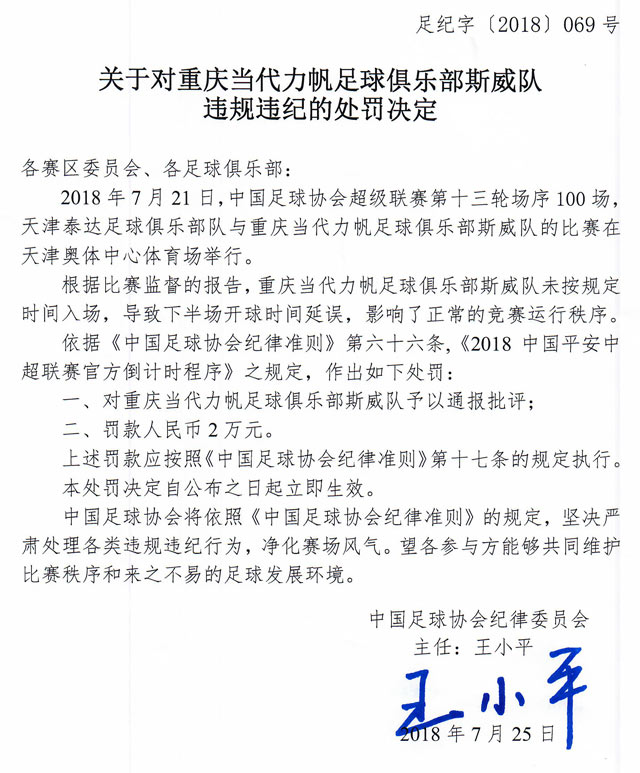 足纪字〔2018〕069 号
关于对重庆当代力帆足球俱乐部斯威队
违规违纪的处罚决定
各赛区委员会、各足球俱乐部：
2018 年 7 月 21 日，中国足球协会超级联赛第十三轮场序 100 场，
天津泰达足球俱乐部队与重庆当代力帆足球俱乐部斯威队的比赛在
天津奥体中心体育场举行。
根据比赛监督的报告，重庆当代力帆足球俱乐部斯威队未按规定
时间入场，导致下半场开球时间延误，影响了正常的竞赛运行秩序。
依据《中国足球协会纪律准则》第六十六条，《2018 中国平安中
超联赛官方倒计时程序》之规定，作出如下处罚：
一、对重庆当代力帆足球俱乐部斯威队予以通报批评；
二、罚款人民币 2 万元。
上述罚款应按照《中国足球协会纪律准则》第十七条的规定执行。
本处罚决定自公布之日起立即生效。
中国足球协会将依照《中国足球协会纪律准则》的规定，坚决严
肃处理各类违规违纪行为，净化赛场风气。望各参与方能够共同维护
比赛秩序和来之不易的足球发展环境。
中国足球协会纪律委员会
主任：王小平
王小平
2018 年 7 月 25 日